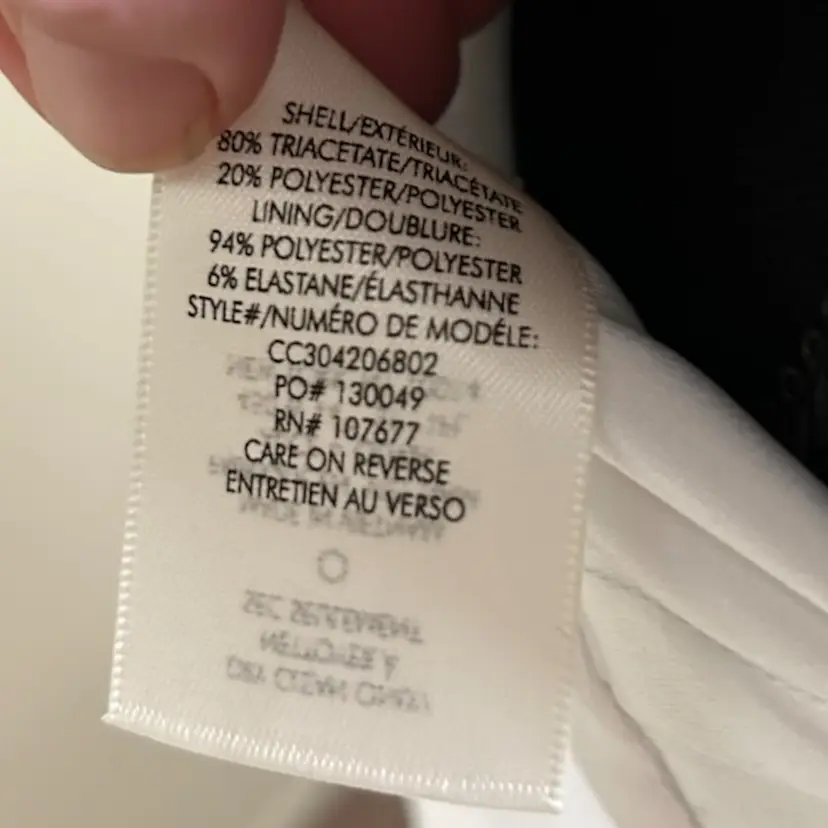 SHELL/EXTÉRIEUR:
80% TRIACETATE/TRIACÉTATE
20% POLYESTER/POLYESTER
LINING/DOUBLURE:
94% POLYESTER/POLYESTER
6% ELASTANE/ÉLASTHANNE
STYLE#/NUMÉRO DE MODÉLE:
CC304206802
PO# 130049
RN# 107677
CARE ON REVERSE
ENTRETIEN AU VERSO